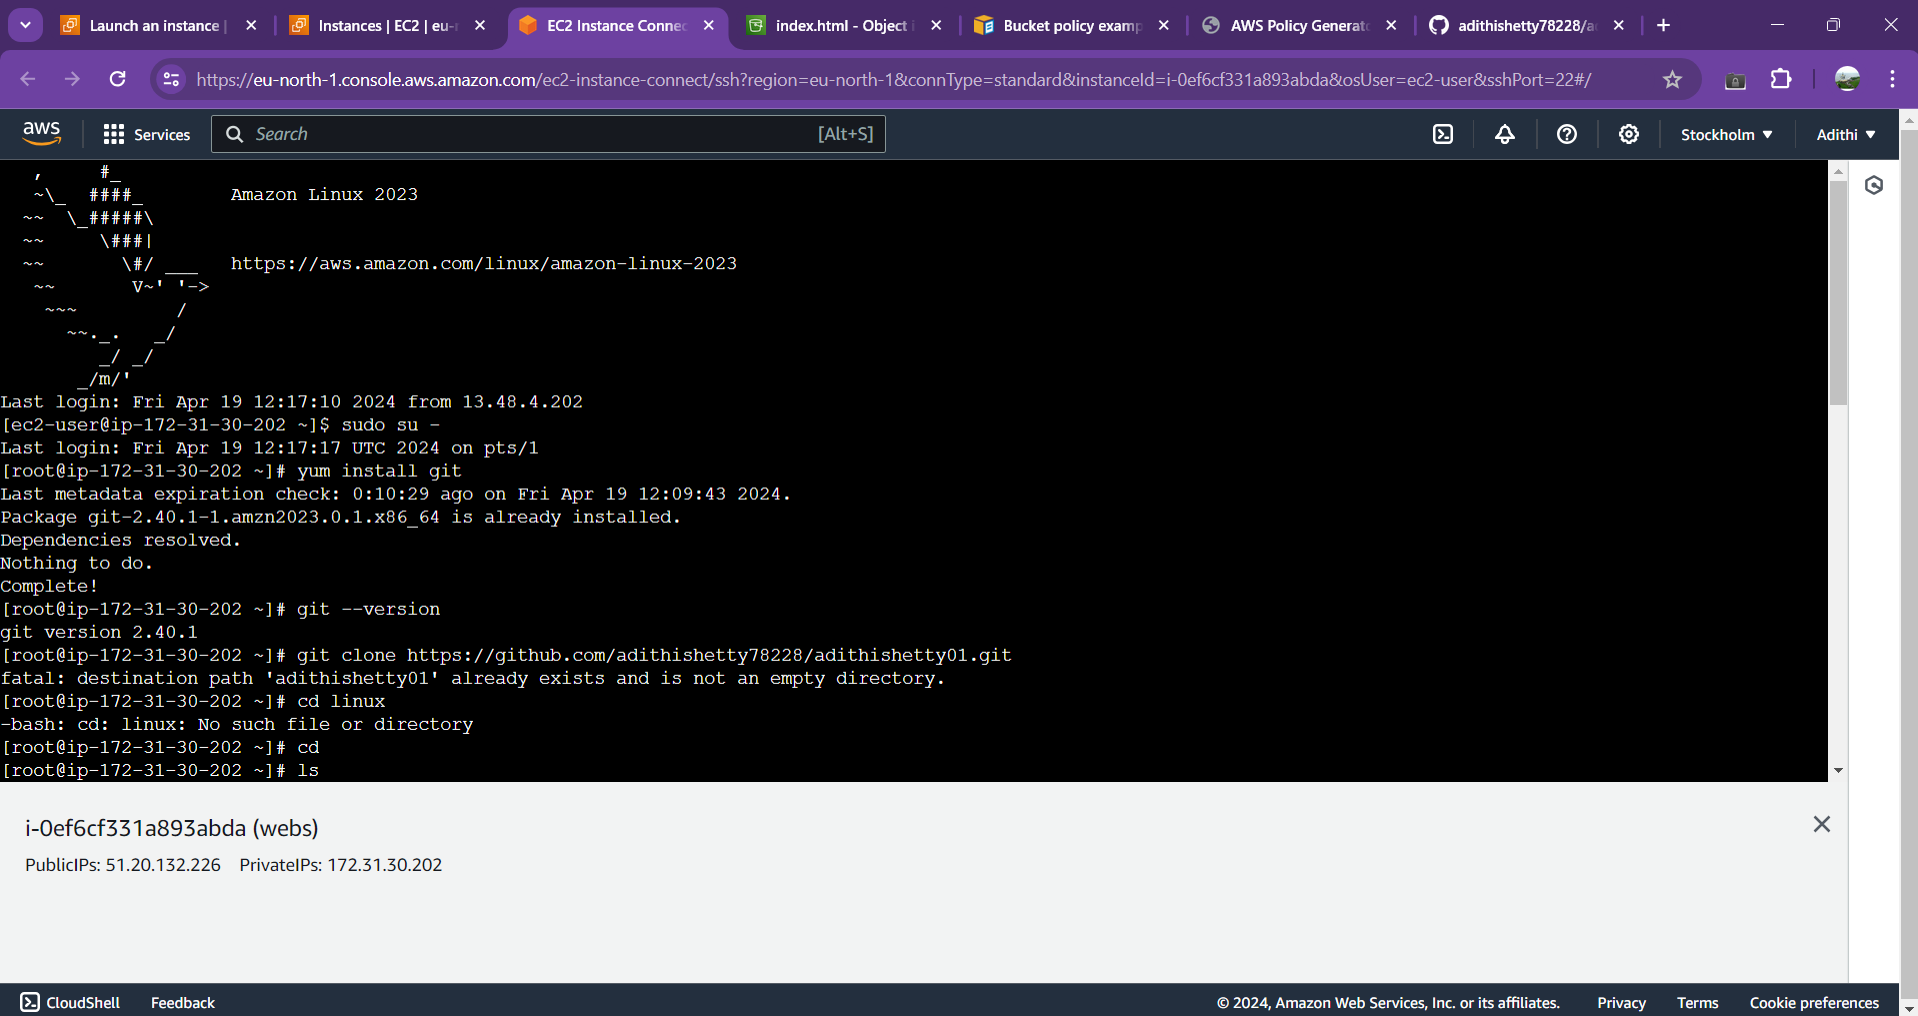 Launch an instance |
Instances | EC2 | eu-
EC2 Instance Connec
index.html - Object
Bucket policy examp
AWS Policy Generat
adithishetty78228/a
https://eu-north-1.console.aws.amazon.com/ec2-instance-connect/ssh?region=eu-north-1&connType=standard&instanceId=i-0ef6cf331a893abda&osUser=ec2-user&sshPort=22#/
aws
Services
Search
[Alt+S]
Stockholm
Adithi
   ,     #_
   ~\_  ####_        Amazon Linux 2023
  ~~  \_#####\
  ~~     \###|
  ~~       \#/ ___   https://aws.amazon.com/linux/amazon-linux-2023
   ~~       V~' '->
    ~~~         /
      ~~._.   _/
         _/ _/
       _/m/'
Last login: Fri Apr 19 12:17:10 2024 from 13.48.4.202
[ec2-user@ip-172-31-30-202 ~]$ sudo su -
Last login: Fri Apr 19 12:17:17 UTC 2024 on pts/1
[root@ip-172-31-30-202 ~]# yum install git
Last metadata expiration check: 0:10:29 ago on Fri Apr 19 12:09:43 2024.
Package git-2.40.1-1.amzn2023.0.1.x86_64 is already installed.
Dependencies resolved.
Nothing to do.
Complete!
[root@ip-172-31-30-202 ~]# git --version
git version 2.40.1
[root@ip-172-31-30-202 ~]# git clone https://github.com/adithishetty78228/adithishetty01.git
fatal: destination path 'adithishetty01' already exists and is not an empty directory.
[root@ip-172-31-30-202 ~]# cd linux
-bash: cd: linux: No such file or directory
[root@ip-172-31-30-202 ~]# cd
[root@ip-172-31-30-202 ~]# ls
i-0ef6cf331a893abda (webs)
PublicIPs: 51.20.132.226 PrivateIPs: 172.31.30.202
CloudShell
Feedback
© 2024, Amazon Web Services, Inc. or its affiliates.
Privacy
Terms
Cookie preferences